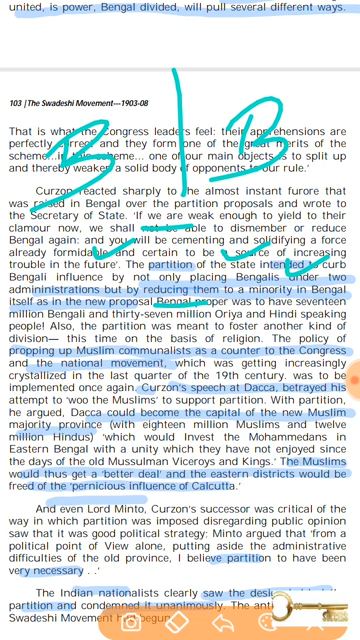 united, is power, Bengal divided, will pull several different ways.
103 |The Swadeshi Movement---1903-08
That is what the Congress leaders feel: their apprehensions are
perfectly correct and they form one of the great merits of the
scheme...in this scheme... one of our main objects is to split up
and thereby weaken a solid body of opponents to our rule.'
Curzon reacted sharply to the almost instant furore that
was raised in Bengal over the partition proposals and wrote to
the Secretary of State. 'If we are weak enough to yield to their
clamour now, we shall not be able to dismember or reduce
Bengal again: and you will be cementing and solidifying a force
already formidable and certain to be a source of increasing
trouble in the future'. The partition of the state intended to curb
Bengali influence by not only placing Bengalis under two
admininistrations but by reducing them to a minority in Bengal
itself as in the new proposal Bengal proper was to have seventeen
million Bengali and thirty-seven million Oriya and Hindi speaking
people! Also, the partition was meant to foster another kind of
division— this time on the basis of religion. The policy of
propping up Muslim communalists as a counter to the Congress
and the national movement, which was getting increasingly
crystallized in the last quarter of the 19th century. was to be
implemented once again. Curzon's speech at Dacca, betrayed his
attempt to 'woo the Muslims' to support partition. With partition,
he argued, Dacca could become the capital of the new Muslim
majority province (with eighteen million Muslims and twelve
million Hindus) 'which would Invest the Mohammedans in
Eastern Bengal with a unity which they have not enjoyed since
the days of the old Mussulman Viceroys and Kings.' The Muslims
would thus get a 'better deal' and the eastern districts would be
freed of the 'pernicious influence of Calcutta.'
And even Lord Minto, Curzon's successor was critical of the
way in which partition was imposed disregarding public opinion
saw that it was good political strategy; Minto argued that 'from a
political point of View alone, putting aside the administrative
difficulties of the old province, I believe partition to have been
very necessary . .'
The Indian nationalists clearly saw the
partition and condemned it unanimously. The
Swadeshi Movement had begun.
B | B